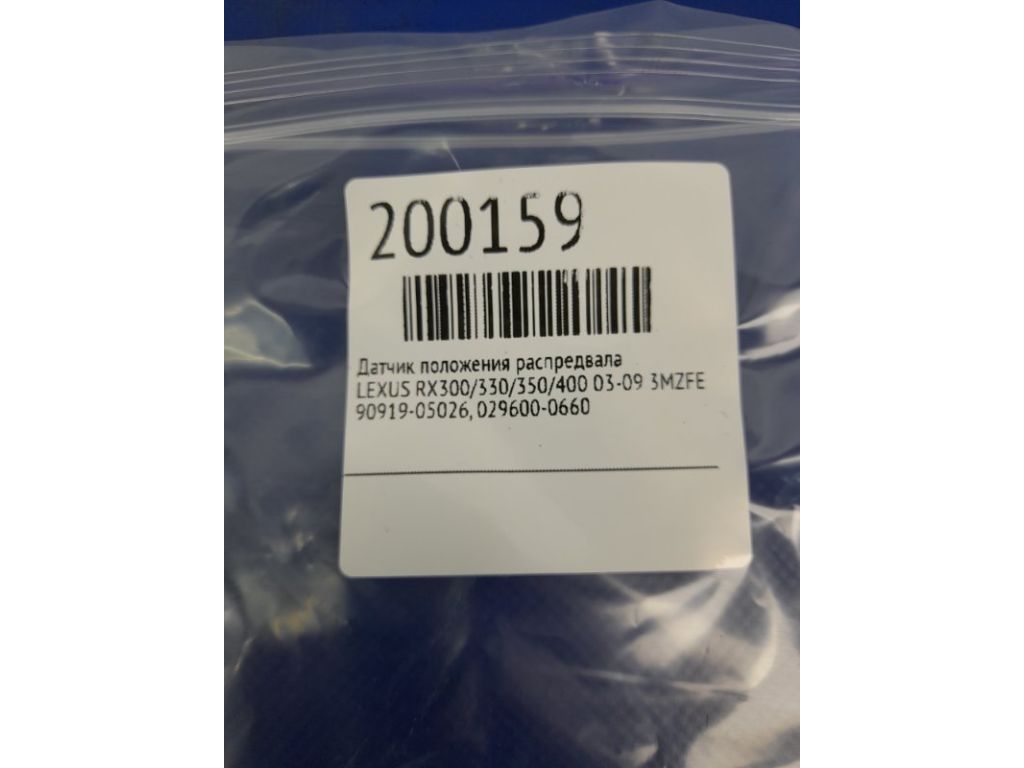 200159
Датчик положения распредвала
LEXUS RX300/330/350/400 03-09 3MZFE
90919-05026, 029600-0660